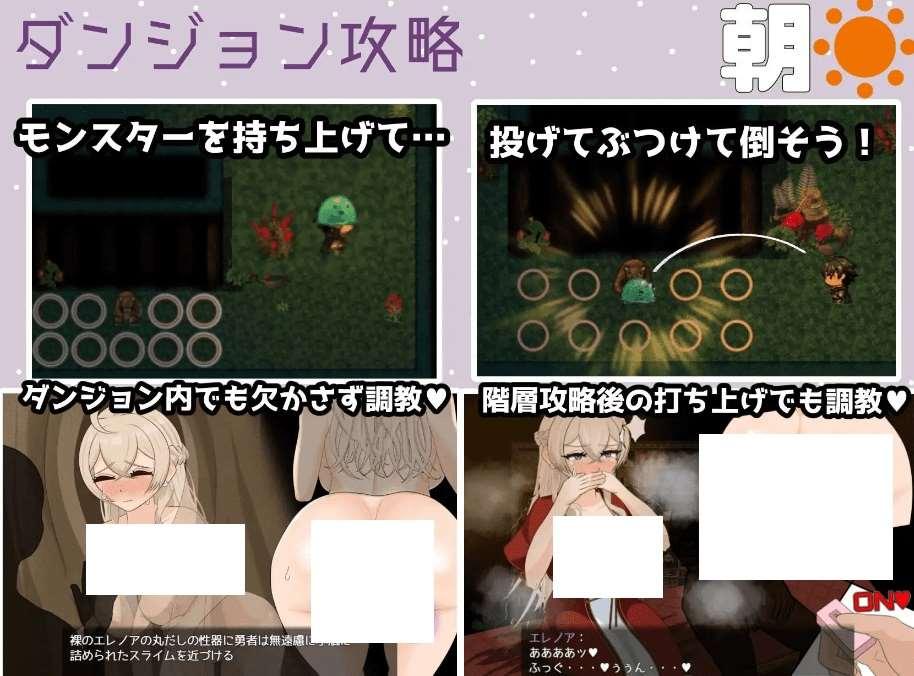 ダンジョン攻略
朝
モンスターを持ち上げて…
投げてぶつけて倒そう！
ダンジョン内でも欠かさず調教♥
階層攻略後の打ち上げでも調教♥
裸のエレノアの丸だしの性器に勇者は無遠慮に
詰められたスライムを近づける
ON♥
エレノア：
ああああッ♥
ふっぐ・・・♥うぅん・・・♥